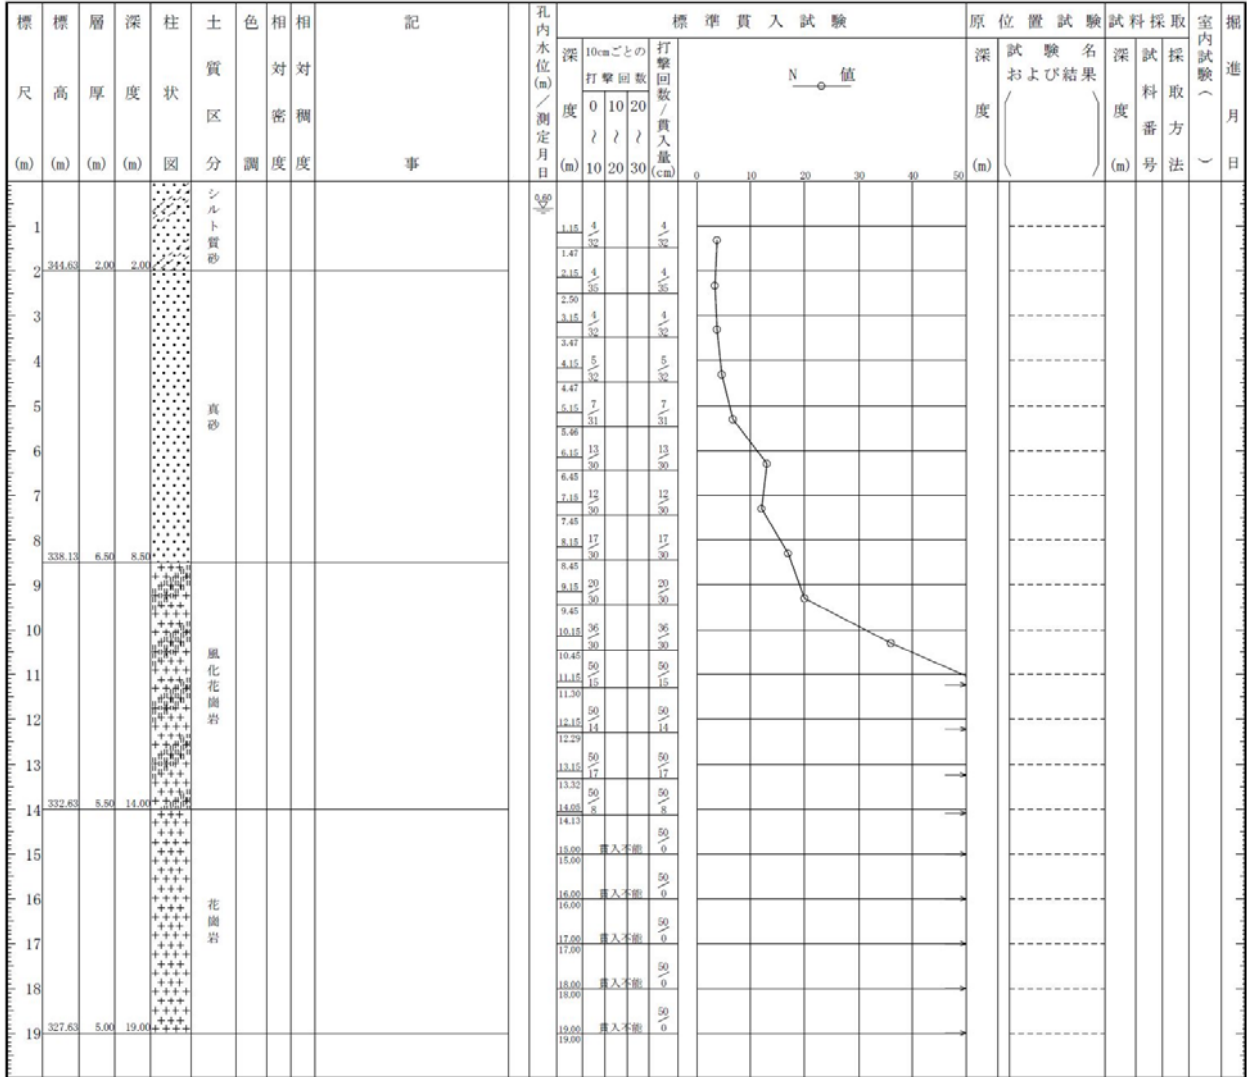 標尺(m)
標高(m)
層厚(m)
深度(m)
柱状図
土質区分
色調
相対密度
相対稠度
記事
孔内水位(m)/測定月日
標準貫入試験
深度(m)
10cmごとの打撃回数
0〜10
10〜20
20〜30
打撃回数/貫入量(cm)
N 値
0 10 20 30 40 50
原位置試験
深度(m)
試験名および結果
試料採取
深度(m)
試料番号
採取方法
室内試験( )
掘進月日
シルト質砂
0.60
1
1.15 4/32 4/32
1.47
344.63 2.00 2.00
2
2.15 4/35 4/35
2.50
3
3.15 4/32 4/32
3.47
4
4.15 5/32 5/32
4.47
真砂
5
5.15 7/31 7/31
5.46
6
6.15 13/30 13/30
6.45
7
7.15 12/30 12/30
7.45
8
8.15 17/30 17/30
338.13 6.50 8.50
8.45
9
9.15 20/30 20/30
9.45
10
10.15 36/30 36/30
10.45
風化花崗岩
11
11.15 50/15 50/15
11.30
12
12.15 50/14 50/14
12.29
13
13.15 50/17 50/17
13.32
332.63 5.50 14.00
14
14.05 50/8 50/8
14.13
15
15.00 貫入不能 50/0
15.00
16
16.00 貫入不能 50/0
16.00
花崗岩
17
17.00 貫入不能 50/0
17.00
18
18.00 貫入不能 50/0
18.00
327.63 5.00 19.00
19
19.00 貫入不能 50/0
19.00